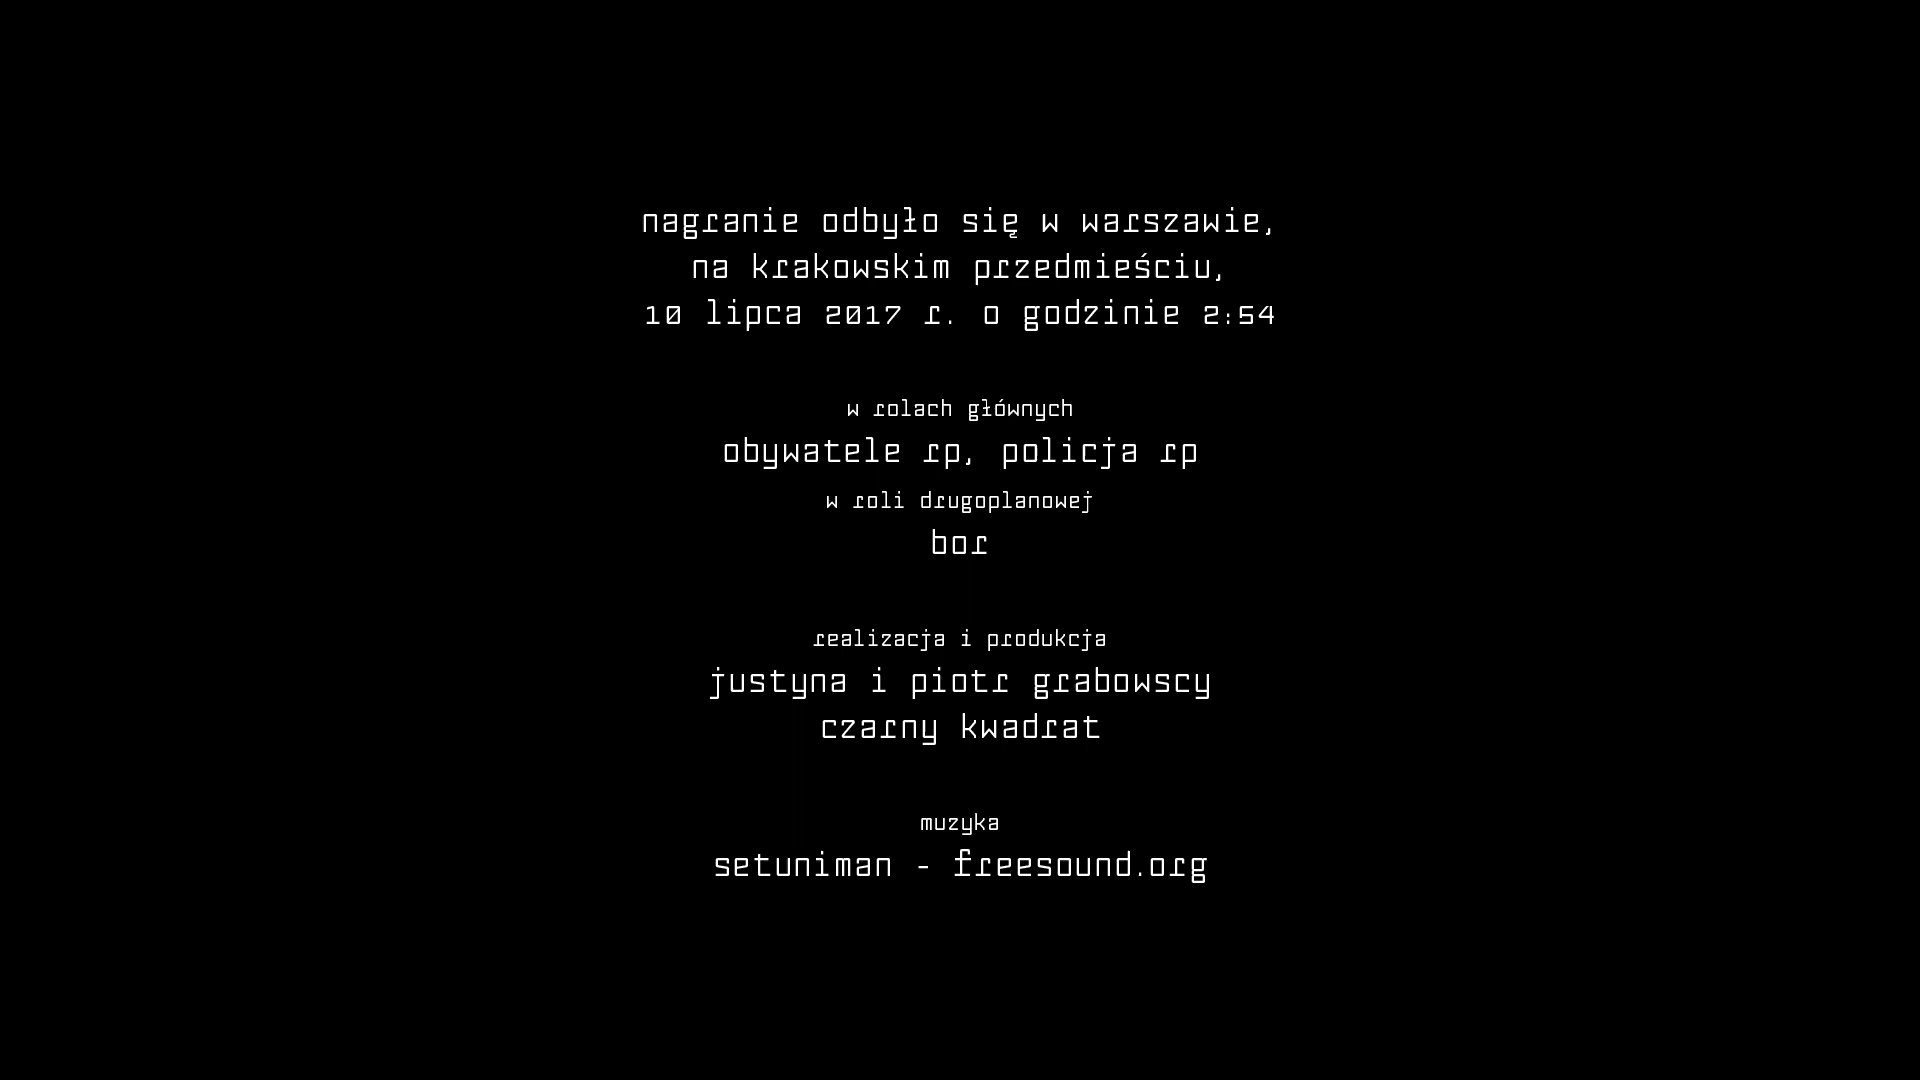 nagranie odbyło się w warszawie,
na krakowskim przedmieściu,
10 lipca 2017 r. o godzinie 2:54
w rolach głównych
obywatele rp, policja rp
w roli drugoplanowej
bor
realizacja i produkcja
justyna i piotr grabowscy
czarny kwadrat
muzyka
setuniman - freesound.org